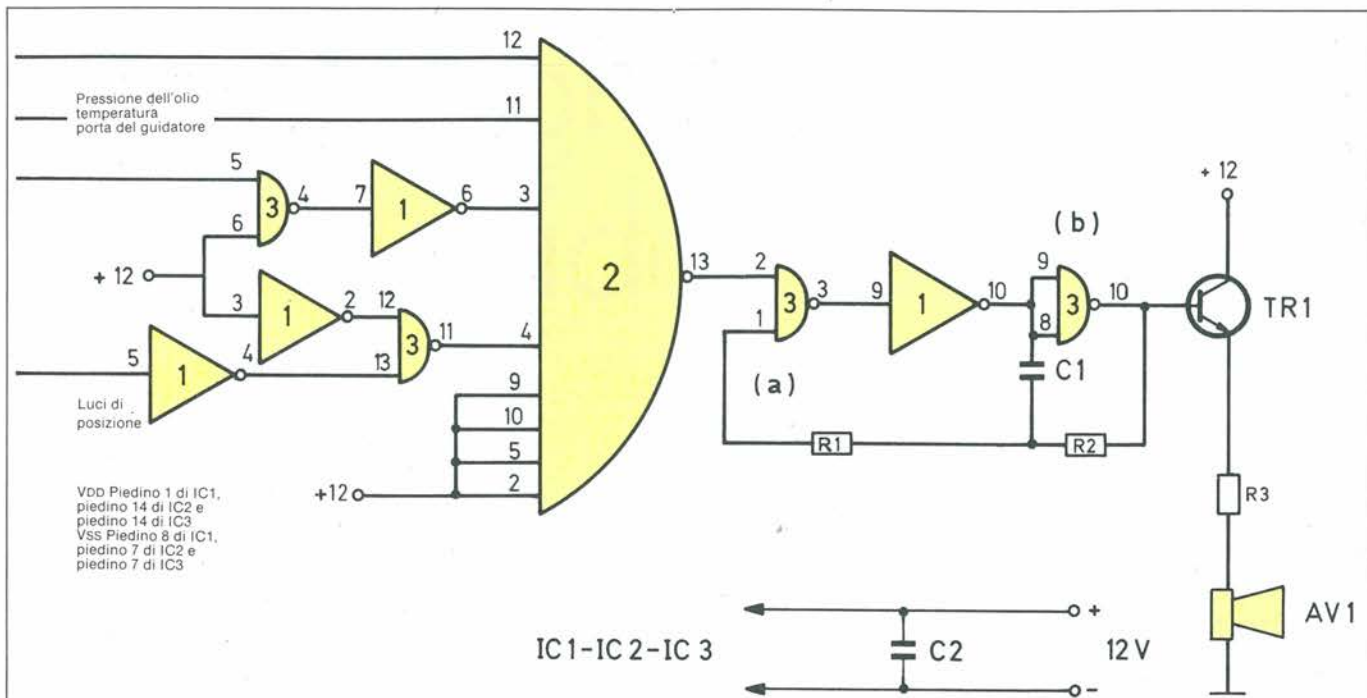 12
Pressione dell'olio
temperatura
porta del guidatore
11
5
4
7
1
6
3
3
6
+ 12
3
1
2
12
11
4
3
13
5
1
4
Luci di
posizione
9
10
5
2
+12
2
13
2
3
3
1
(a)
9
1
10
(b)
9
3
10
8
C1
R1
R2
+ 12
TR1
R3
AV1
VDD Piedino 1 di IC1,
piedino 14 di IC2 e
piedino 14 di IC3
VSS Piedino 8 di IC1,
piedino 7 di IC2 e
piedino 7 di IC3
IC1-IC2-IC3
C2
+
12 V
-